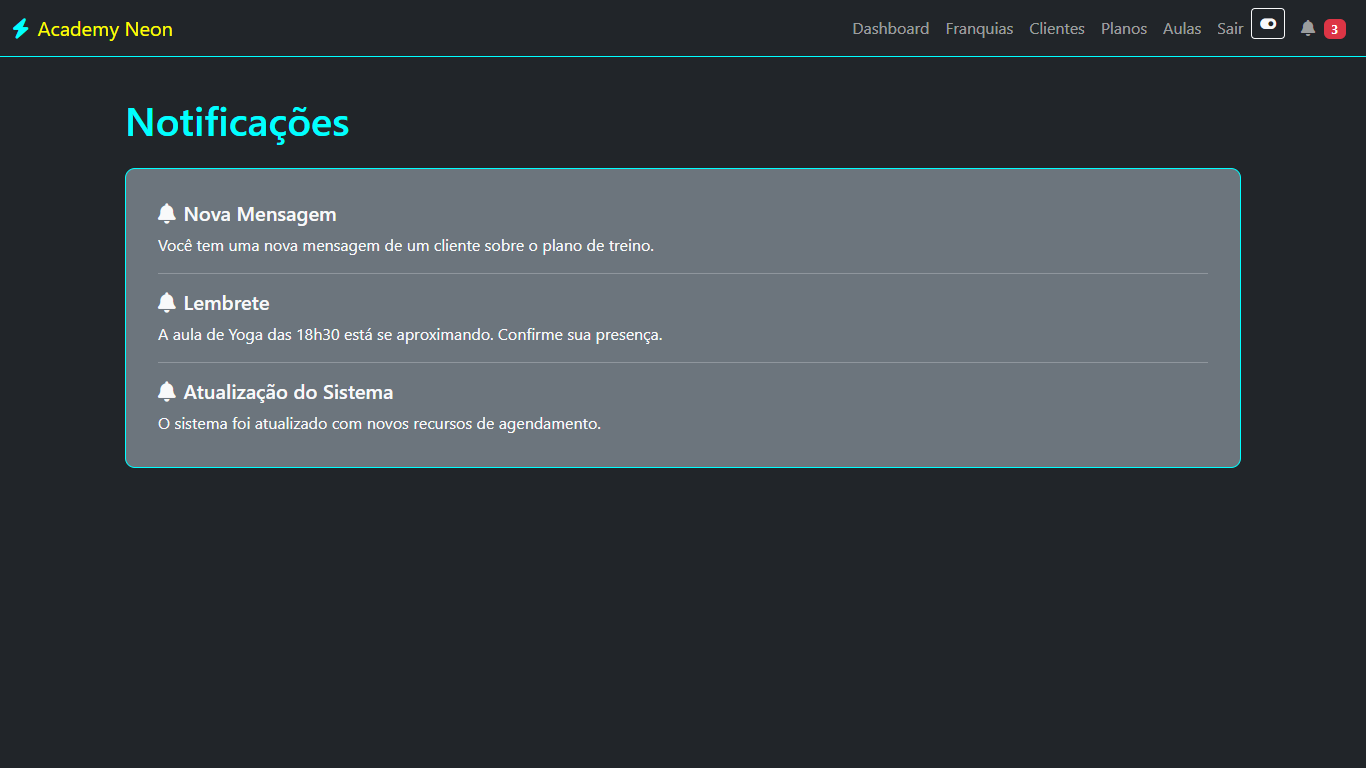 Academy Neon
Dashboard Franquias Clientes Planos Aulas Sair 3
Notificações
Nova Mensagem
Você tem uma nova mensagem de um cliente sobre o plano de treino.
Lembrete
A aula de Yoga das 18h30 está se aproximando. Confirme sua presença.
Atualização do Sistema
O sistema foi atualizado com novos recursos de agendamento.